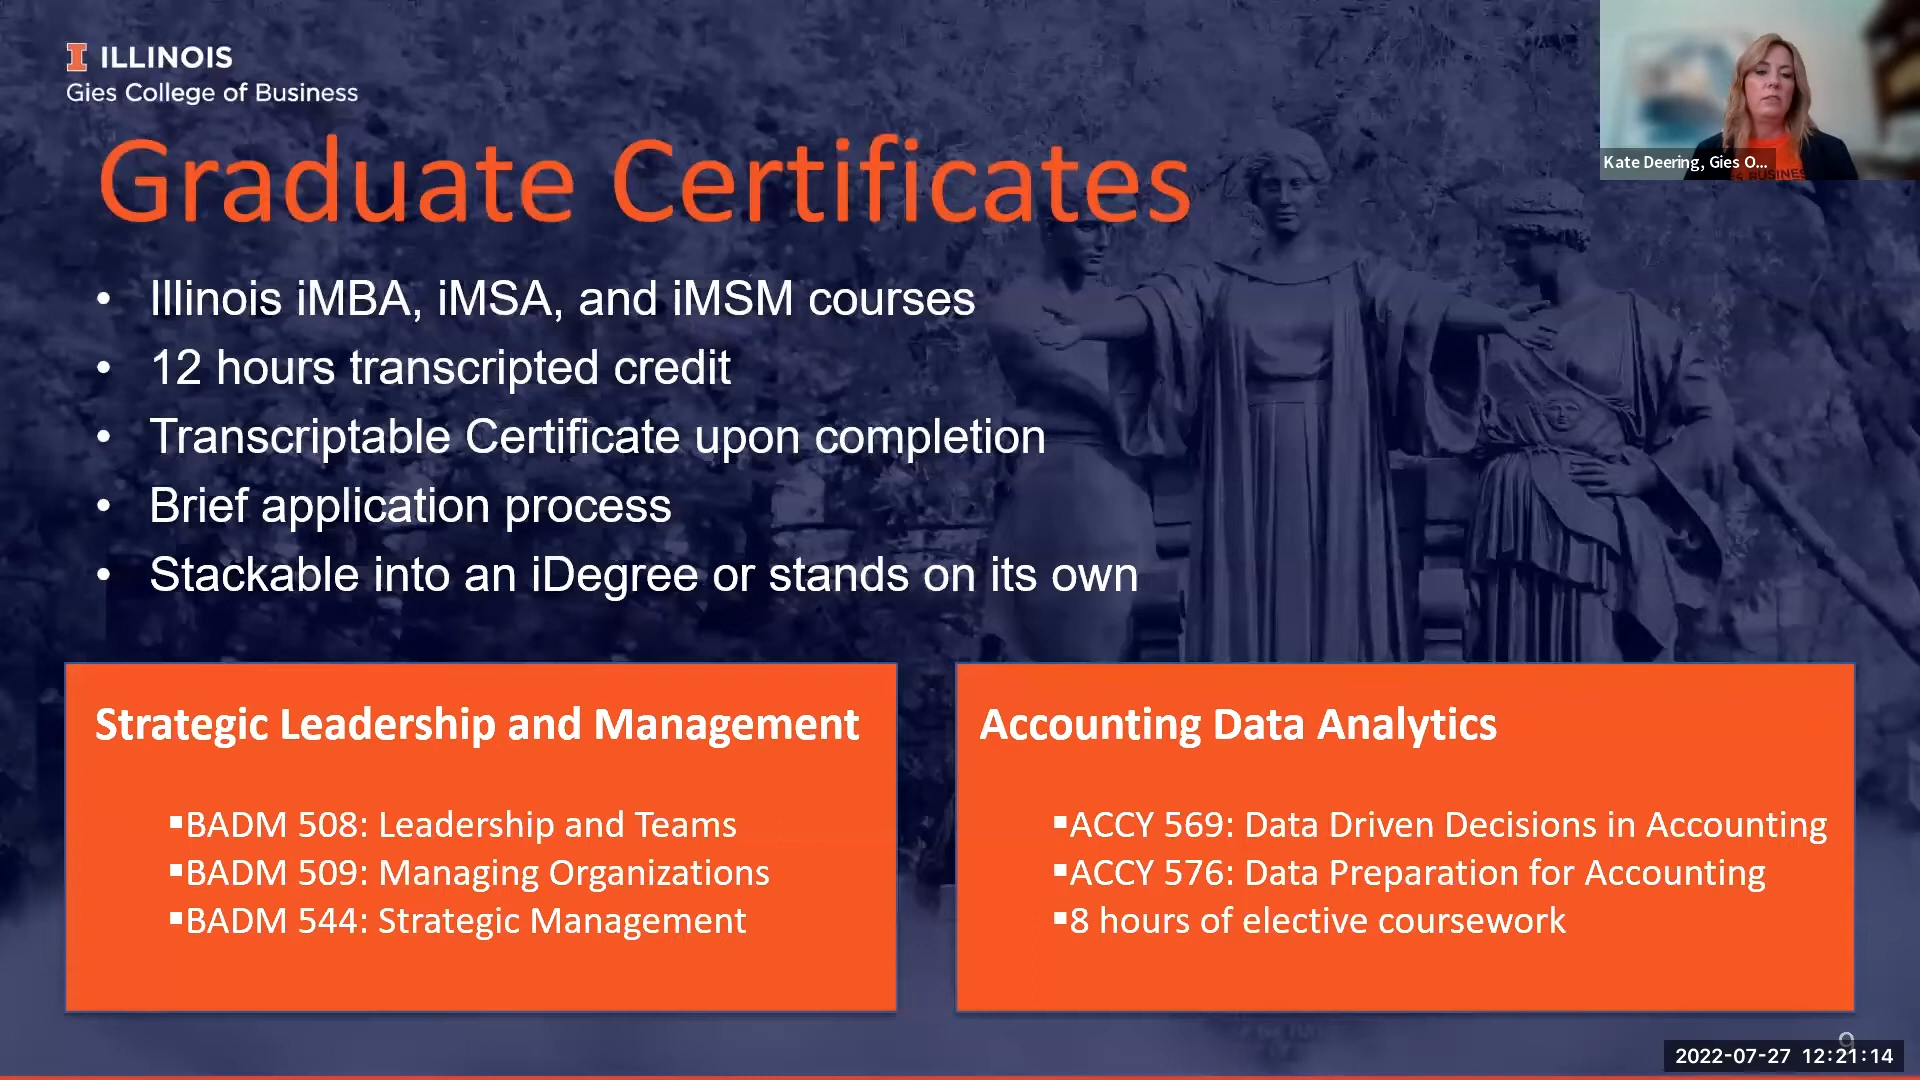 ILLINOIS
Gies College of Business
Kate Deering, Gies O...
Graduate Certificates
• Illinois iMBA, iMSA, and iMSM courses
• 12 hours transcripted credit
• Transcriptable Certificate upon completion
• Brief application process
• Stackable into an iDegree or stands on its own
Strategic Leadership and Management
▪BADM 508: Leadership and Teams
▪BADM 509: Managing Organizations
▪BADM 544: Strategic Management
Accounting Data Analytics
▪ACCY 569: Data Driven Decisions in Accounting
▪ACCY 576: Data Preparation for Accounting
▪8 hours of elective coursework
9
2022-07-27 12:21:14